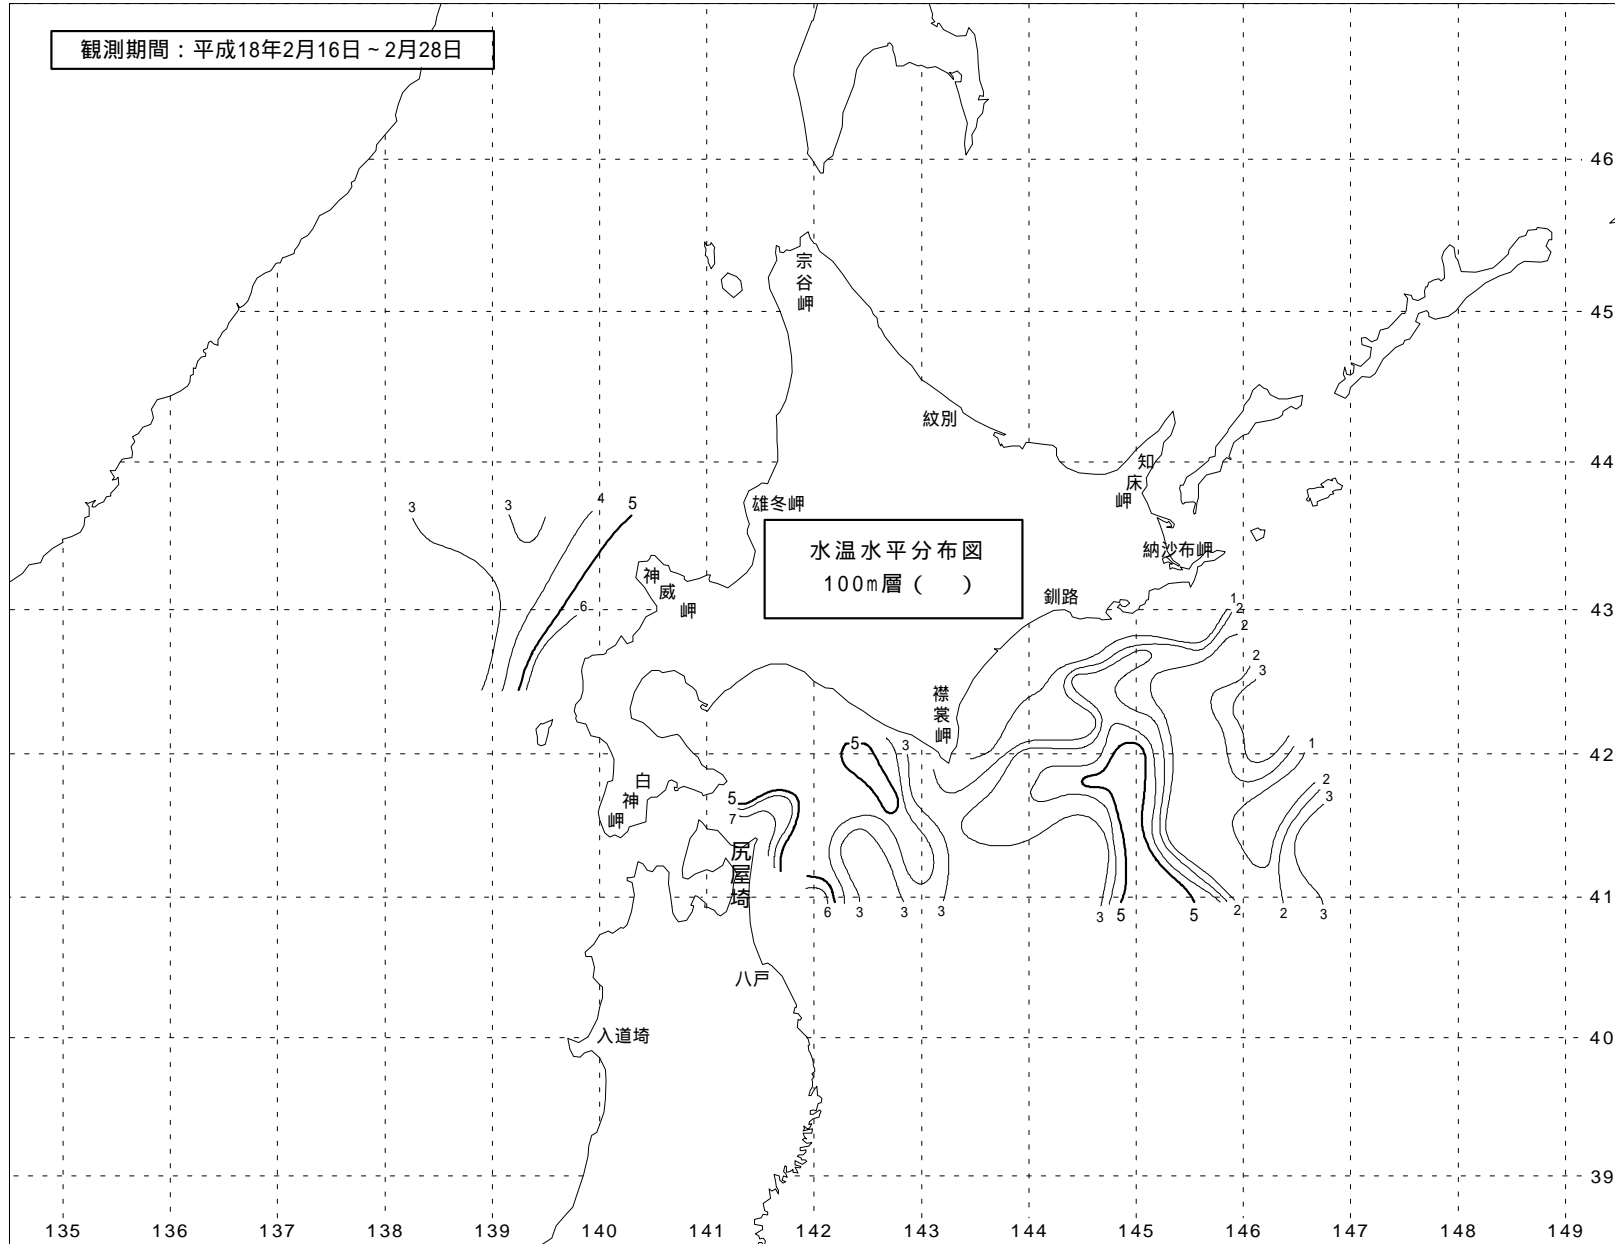 観測期間：平成18年2月16日～2月28日
46
宗谷岬
45
紋別
44
知床岬
3
3
4
5
雄冬岬
水温水平分布図
100m層（　）
納沙布岬
神威岬
6
釧路
43
1
2
2
2
3
襟裳岬
42
5
3
1
白神岬
5
7
2
3
尻屋埼
41
6
3
3
3
3
5
5
2
2
3
八戸
入道埼
40
39
135 136 137 138 139 140 141 142 143 144 145 146 147 148 149